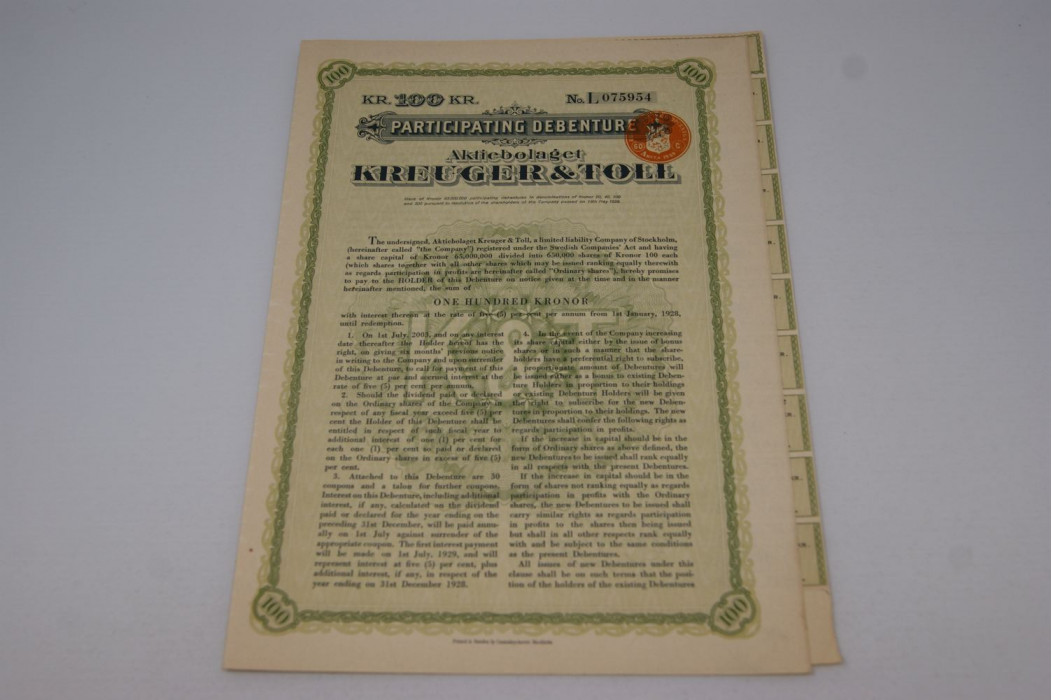 100
100
KR. 100 KR.
No. L 075954
PARTICIPATING DEBENTURE
Aktiebolaget
KREUGER & TOLL
The undersigned, Aktiebolaget Kreuger & Toll, a limited liability Company of Stockholm,
(hereinafter called "the Company") registered under the Swedish Companies' Act and having
a share capital of Kronor 65,000,000 divided into 650,000 shares of Kronor 100 each
(which shares together with all other shares which may be issued ranking equally therewith
as regards participation in profits are hereinafter called "Ordinary shares"), hereby promises
to pay to the HOLDER of this Debenture on notice given at the time and in the manner
hereinafter mentioned, the sum of
ONE HUNDRED KRONOR
with interest thereon at the rate of five (5) per cent per annum from 1st January, 1928,
until redemption.
1. On 1st July, 2003, and on any interest
date thereafter the Holder hereof has the
right, on giving six months' previous notice
in writing to the Company and upon surrender
of this Debenture, to call for payment of this
Debenture at par and accrued interest at the
rate of five (5) per cent per annum.
2. Should the dividend paid or declared
on the Ordinary shares of the Company in
respect of any fiscal year exceed five (5) per
cent the Holder of this Debenture shall be
entitled in respect of such fiscal year to
additional interest of one (1) per cent for
each one (1) per cent so paid or declared
on the Ordinary shares in excess of five (5)
per cent.
3. Attached to this Debenture are 30
coupons and a talon for further coupons.
Interest on this Debenture, including additional
interest, if any, calculated on the dividend
paid or declared for the year ending on the
preceding 31st December, will be paid annu-
ally on 1st July against surrender of the
appropriate coupon. The first interest payment
will be made on 1st July, 1929, and will
represent interest at five (5) per cent, plus
additional interest, if any, in respect of the
year ending on 31st December 1928.
4. In the event of the Company increasing
its share capital either by the issue of bonus
shares or in such a manner that the share-
holders have a preferential right to subscribe,
a proportionate amount of Debentures will
be issued either as a bonus to existing Deben-
ture Holders in proportion to their holdings
or existing Debenture Holders will be given
the right to subscribe for the new Deben-
tures in proportion to their holdings. The new
Debentures shall confer the following rights as
regards participation in profits.
If the increase in capital should be in the
form of Ordinary shares as above defined, the
new Debentures to be issued shall rank equally
in all respects with the present Debentures.
If the increase in capital should be in the
form of shares not ranking equally as regards
participation in profits with the Ordinary
shares, the new Debentures to be issued shall
carry similar rights as regards participation
in profits to the shares then being issued
but shall in all other respects rank equally
with and be subject to the same conditions
as the present Debentures.
All issues of new Debentures under this
clause shall be on such terms that the posi-
tion of the holders of the existing Debentures
100
100